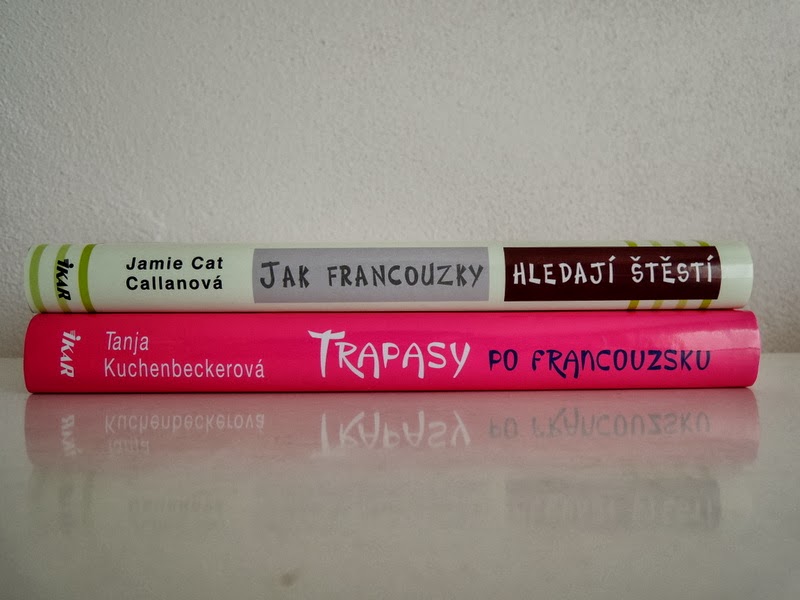 IKAR
Jamie Cat
Callanová
JAK FRANCOUZKY
HLEDAJÍ ŠTĚSTÍ
IKAR
Tanja
Kuchenbeckerová
TRAPASY PO FRANCOUZSKU